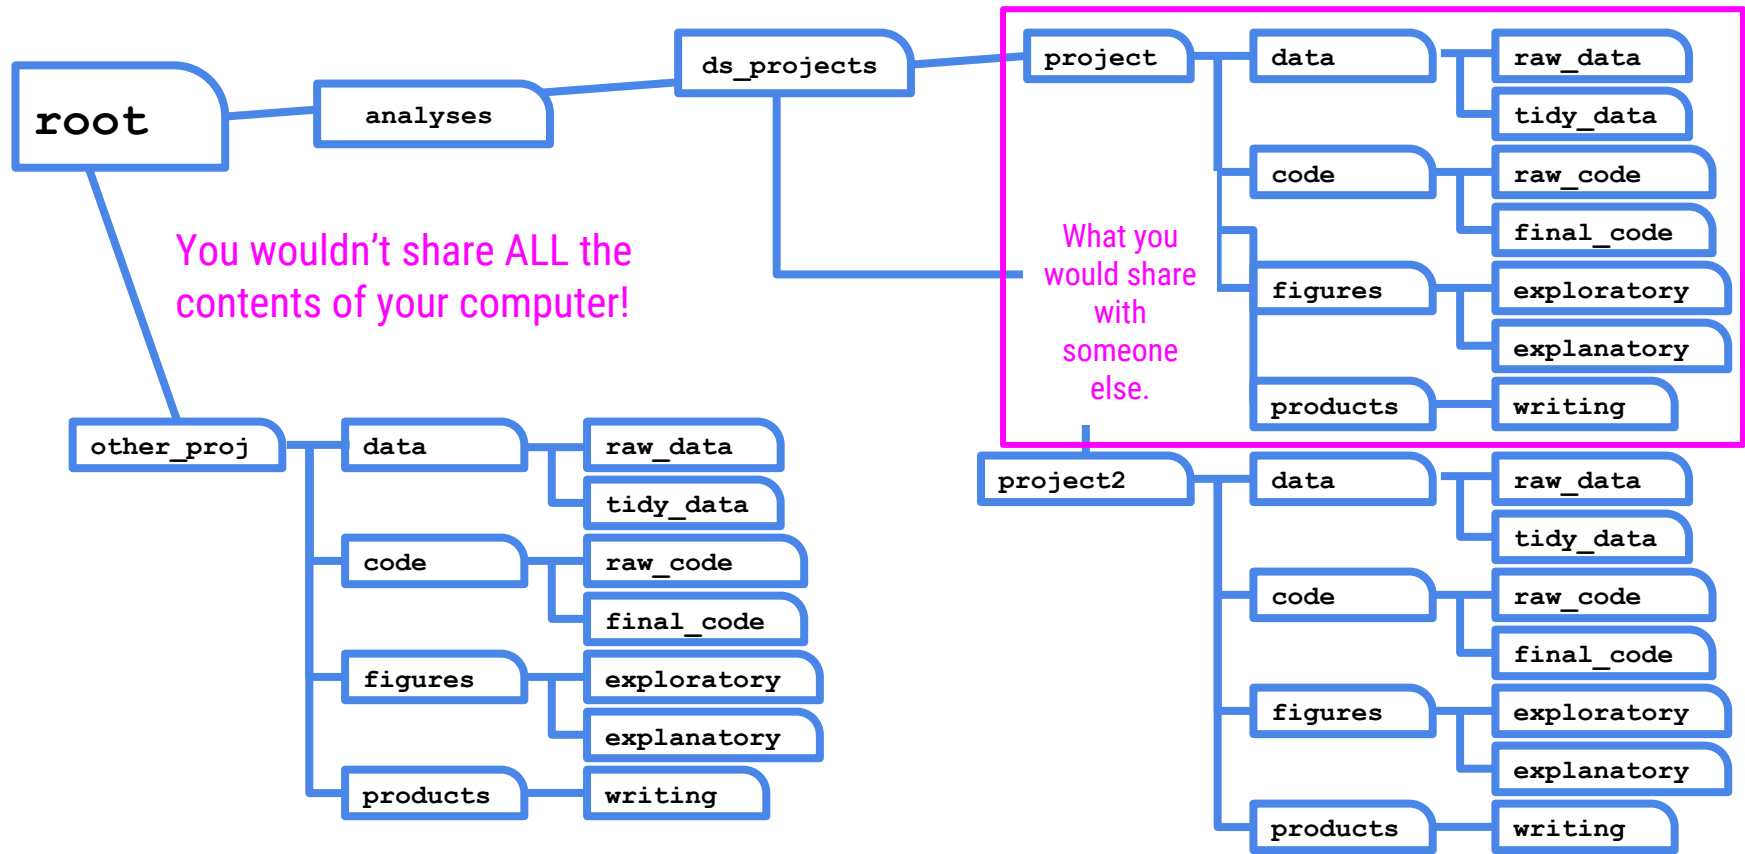 root
analyses
ds_projects
project
data
raw_data
tidy_data
code
raw_code
final_code
figures
exploratory
explanatory
products
writing
What you
would share
with
someone
else.
You wouldn’t share ALL the
contents of your computer!
other_proj
data
raw_data
tidy_data
code
raw_code
final_code
figures
exploratory
explanatory
products
writing
project2
data
raw_data
tidy_data
code
raw_code
final_code
figures
exploratory
explanatory
products
writing